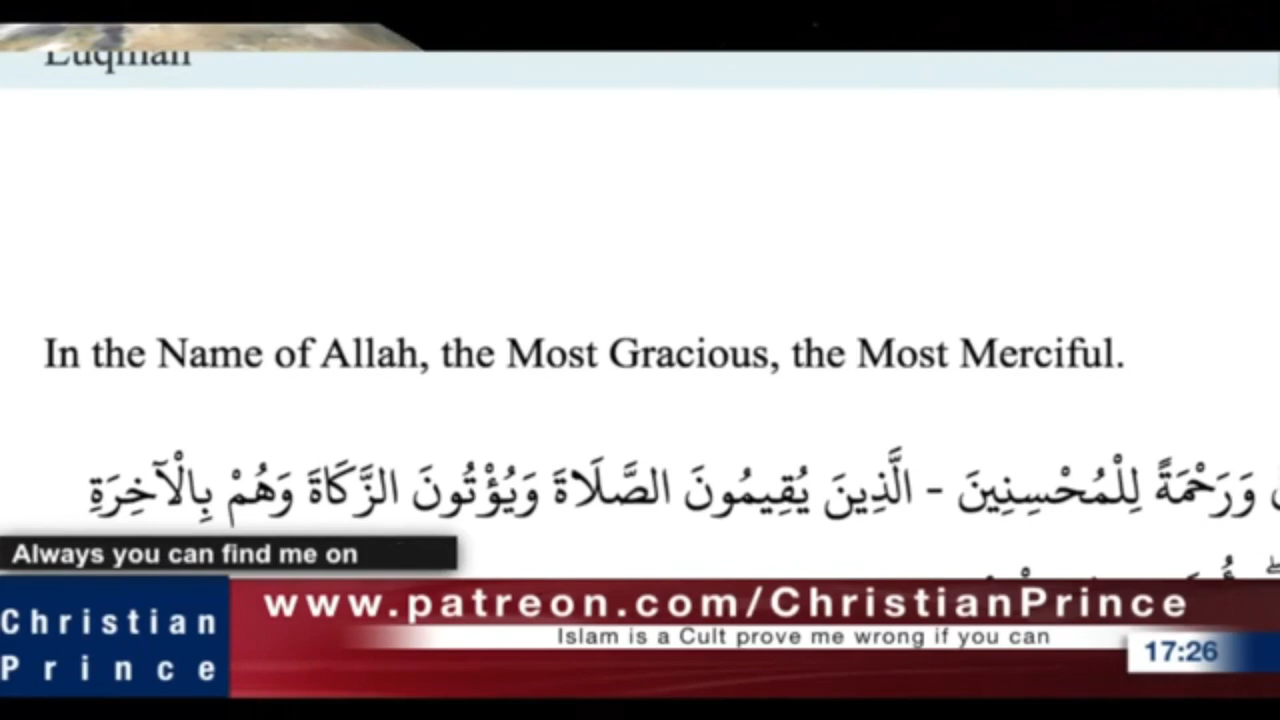 Luqman
In the Name of Allah, the Most Gracious, the Most Merciful.
وَرَحْمَةً لِلْمُحْسِنِينَ - الَّذِينَ يُقِيمُونَ الصَّلَاةَ وَيُؤْتُونَ الزَّكَاةَ وَهُمْ بِالْآخِرَةِ
Always you can find me on
www.patreon.com/ChristianPrince
Islam is a Cult prove me wrong if you can
Christian
Prince
17:26